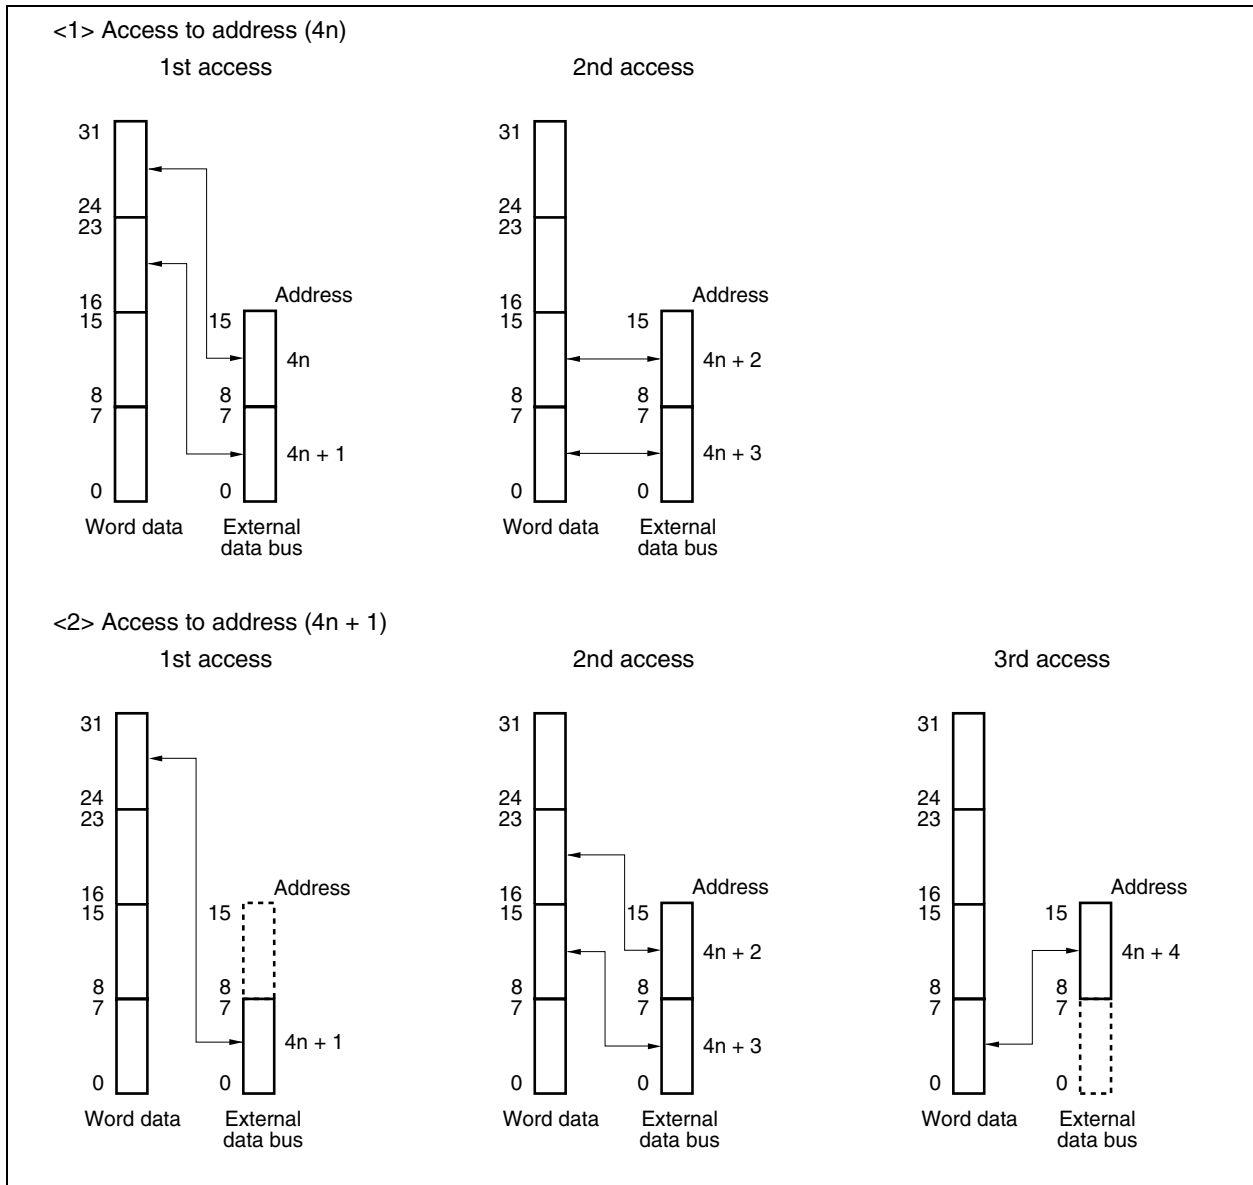 <1> Access to address (4n)
1st access
2nd access
31
24
23
16
15
8
7
0
Address
15
4n
8
7
4n + 1
0
Word data
External
data bus
31
24
23
16
15
8
7
0
Address
15
4n + 2
8
7
4n + 3
0
Word data
External
data bus
<2> Access to address (4n + 1)
1st access
2nd access
3rd access
31
24
23
16
15
8
7
0
Address
15
8
7
4n + 1
0
Word data
External
data bus
31
24
23
16
15
8
7
0
Address
15
4n + 2
8
7
4n + 3
0
Word data
External
data bus
31
24
23
16
15
8
7
0
Address
15
4n + 4
8
7
0
Word data
External
data bus